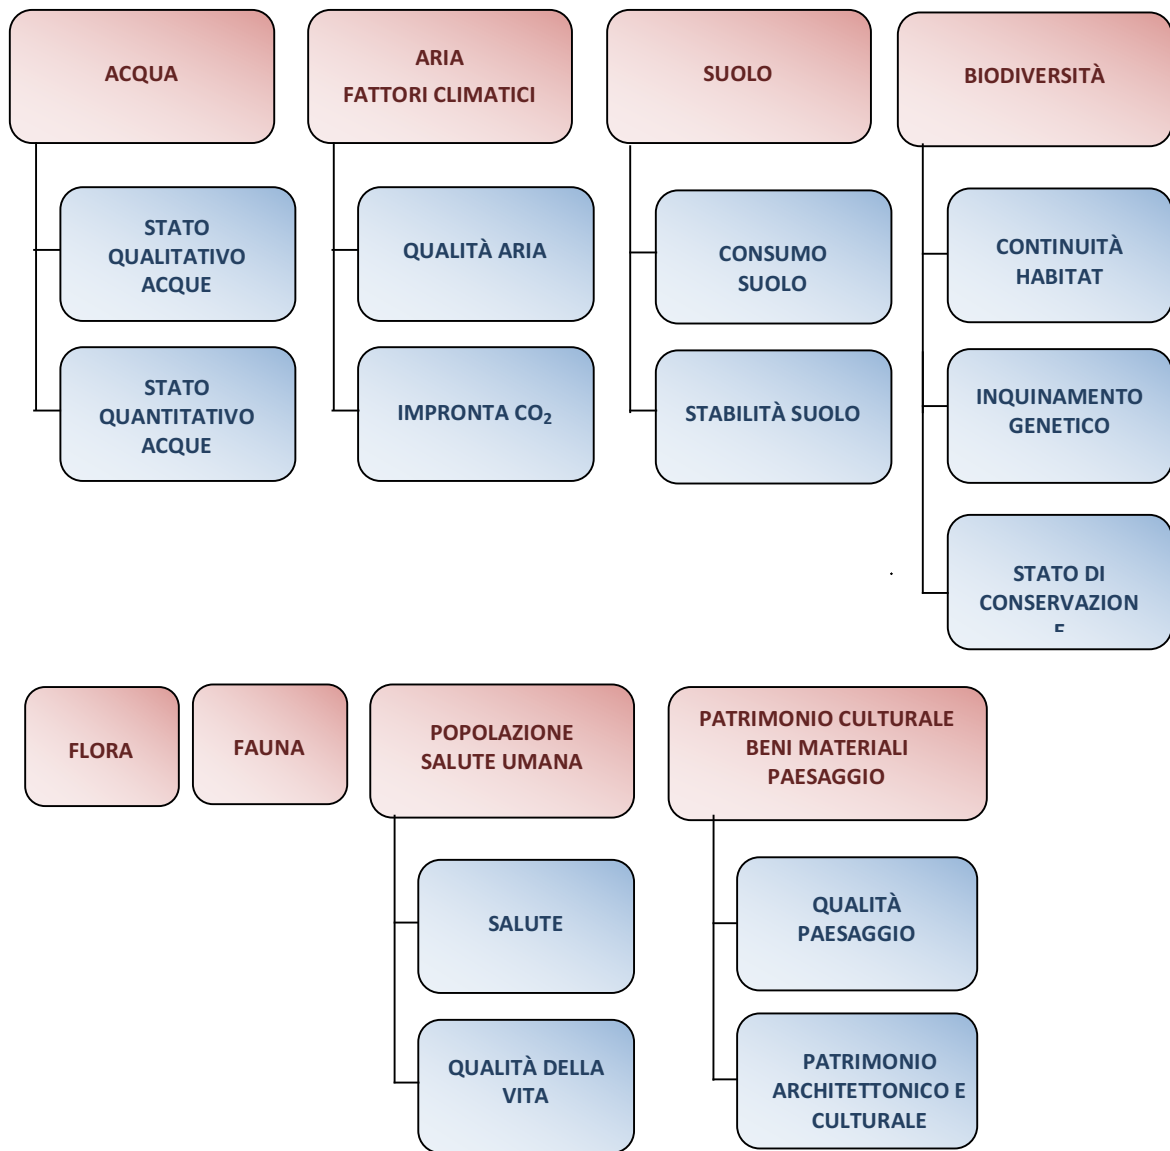 ACQUA
ARIA
FATTORI CLIMATICI
SUOLO
BIODIVERSITÀ
STATO
QUALITATIVO
ACQUE
QUALITÀ ARIA
CONSUMO
SUOLO
CONTINUITÀ
HABITAT
STATO
QUANTITATIVO
ACQUE
IMPRONTA CO₂
STABILITÀ SUOLO
INQUINAMENTO
GENETICO
STATO DI
CONSERVAZION
E
FLORA
FAUNA
POPOLAZIONE
SALUTE UMANA
PATRIMONIO CULTURALE
BENI MATERIALI
PAESAGGIO
SALUTE
QUALITÀ
PAESAGGIO
QUALITÀ DELLA
VITA
PATRIMONIO
ARCHITETTONICO E
CULTURALE